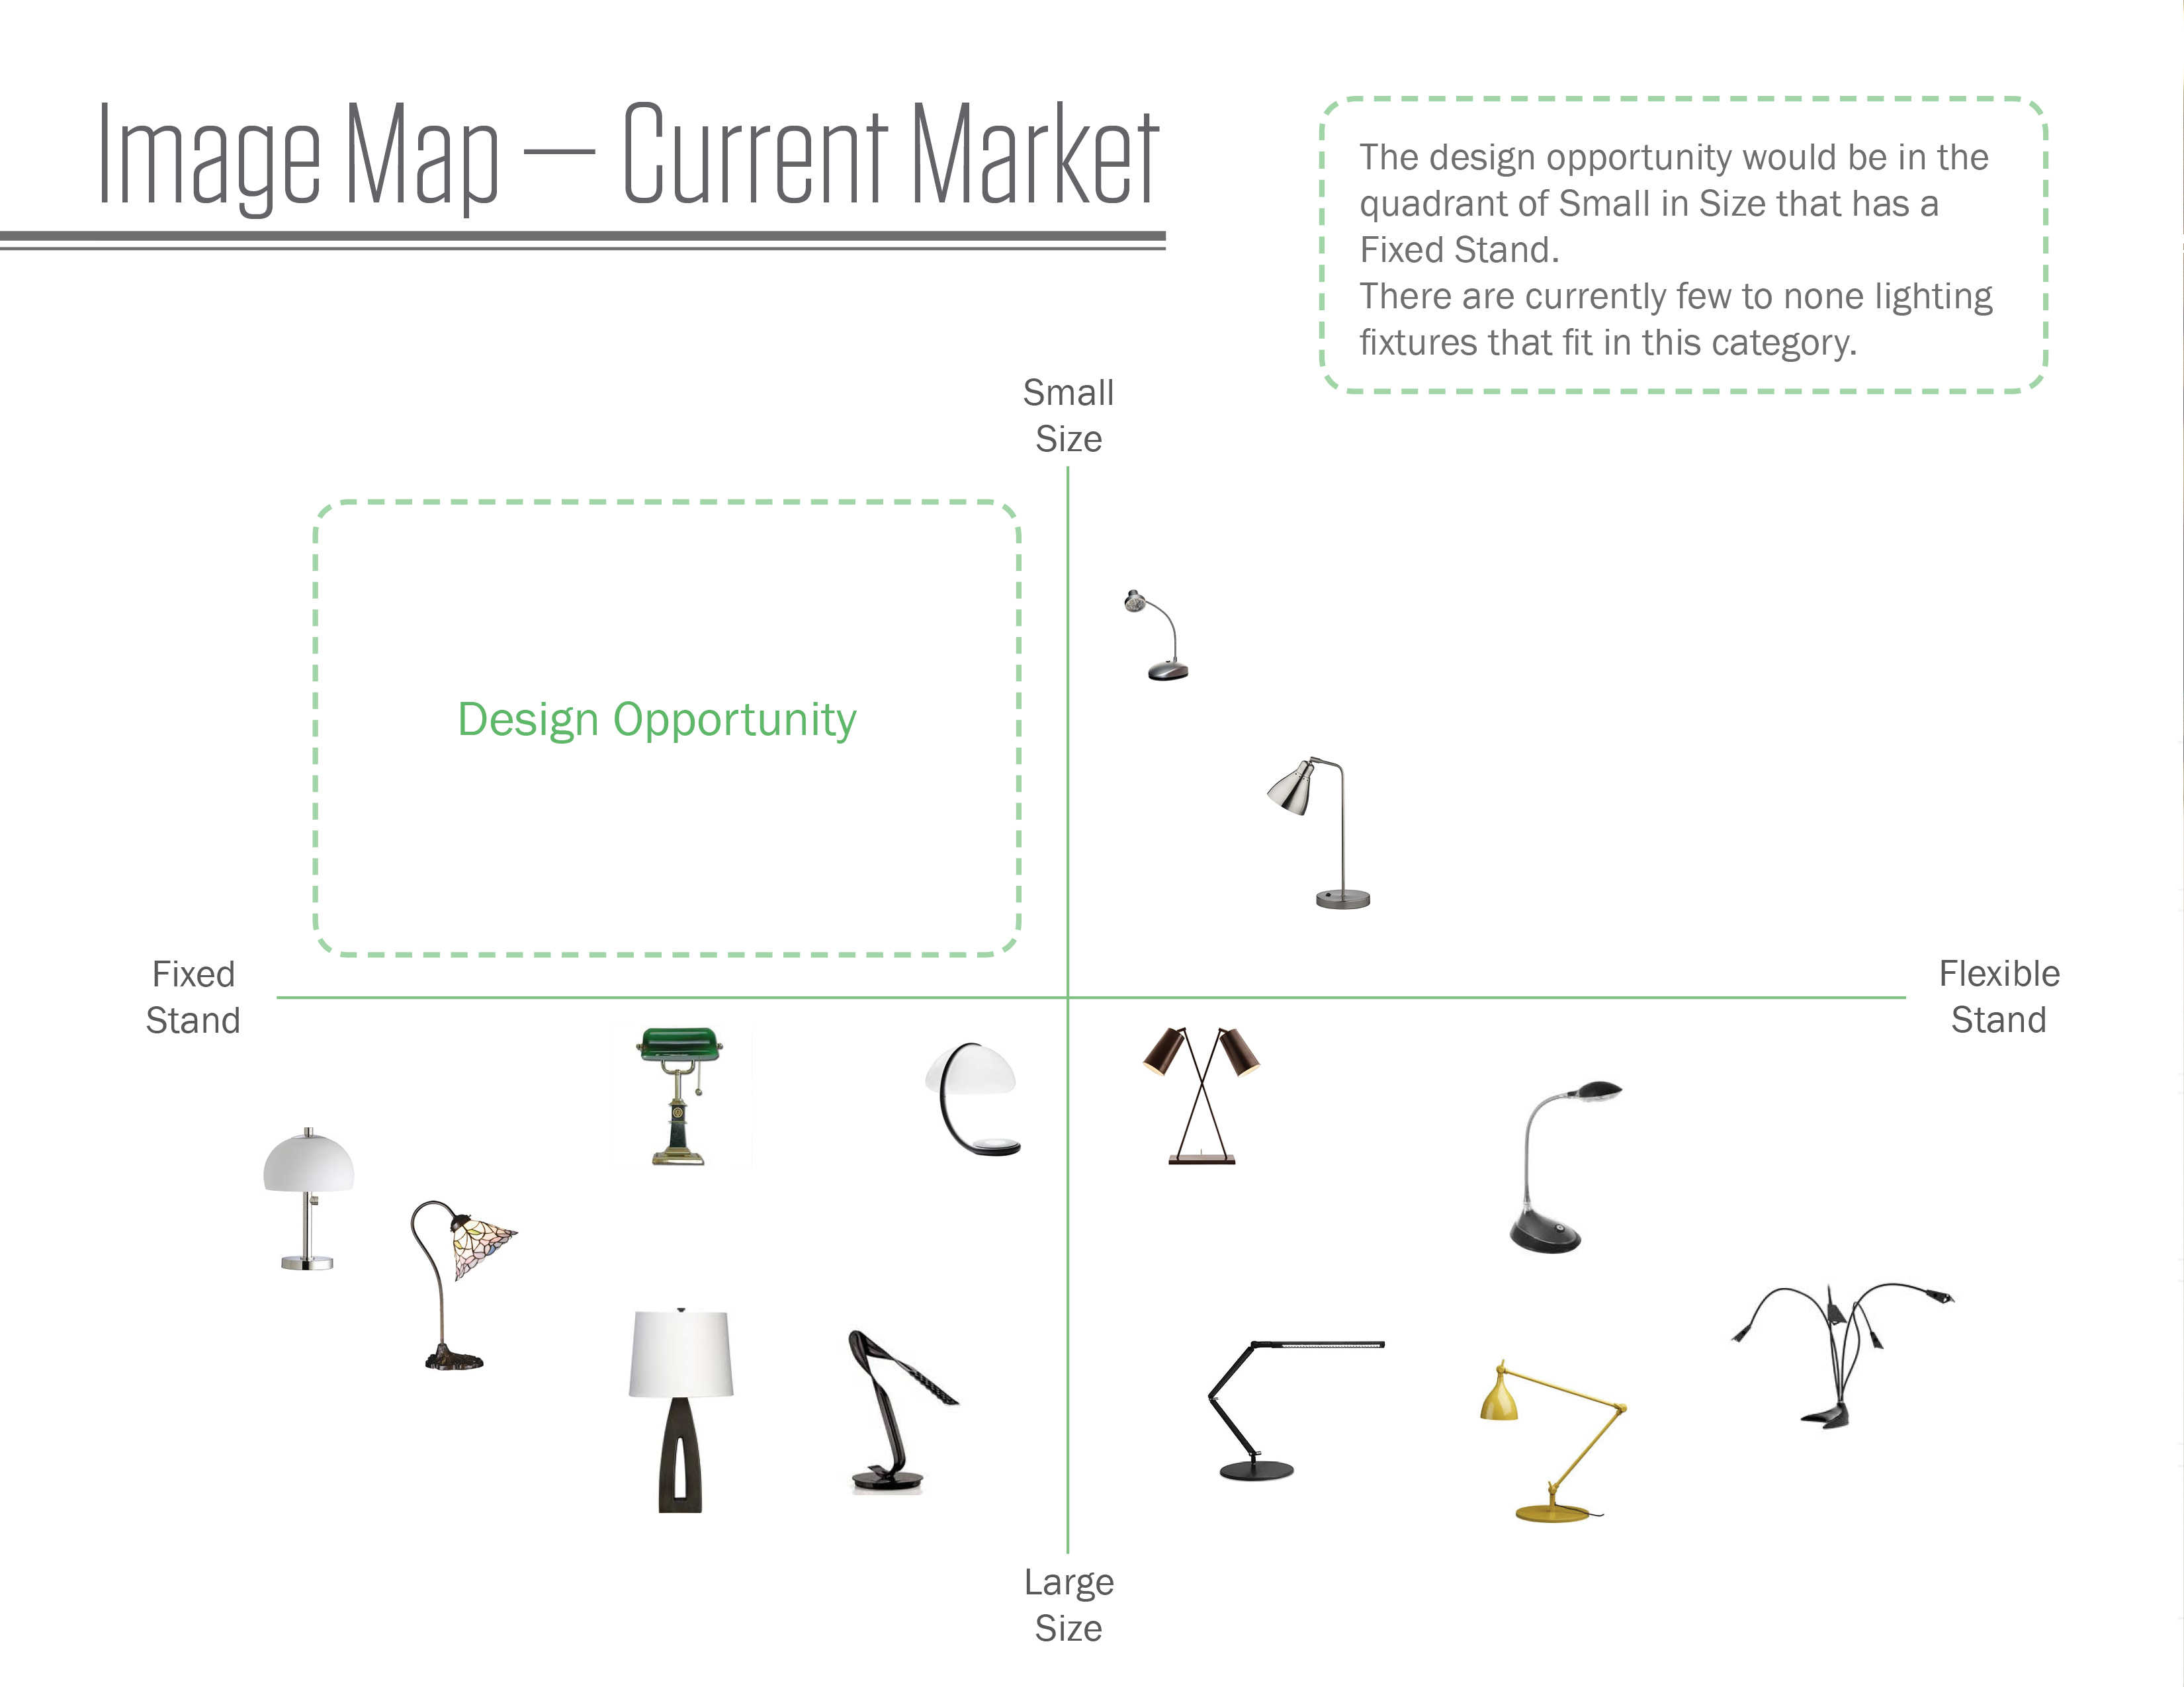 Image Map — Current Market
The design opportunity would be in the
quadrant of Small in Size that has a
Fixed Stand.
There are currently few to none lighting
fixtures that fit in this category.
Small
Size
Design Opportunity
Fixed
Stand
Flexible
Stand
Large
Size